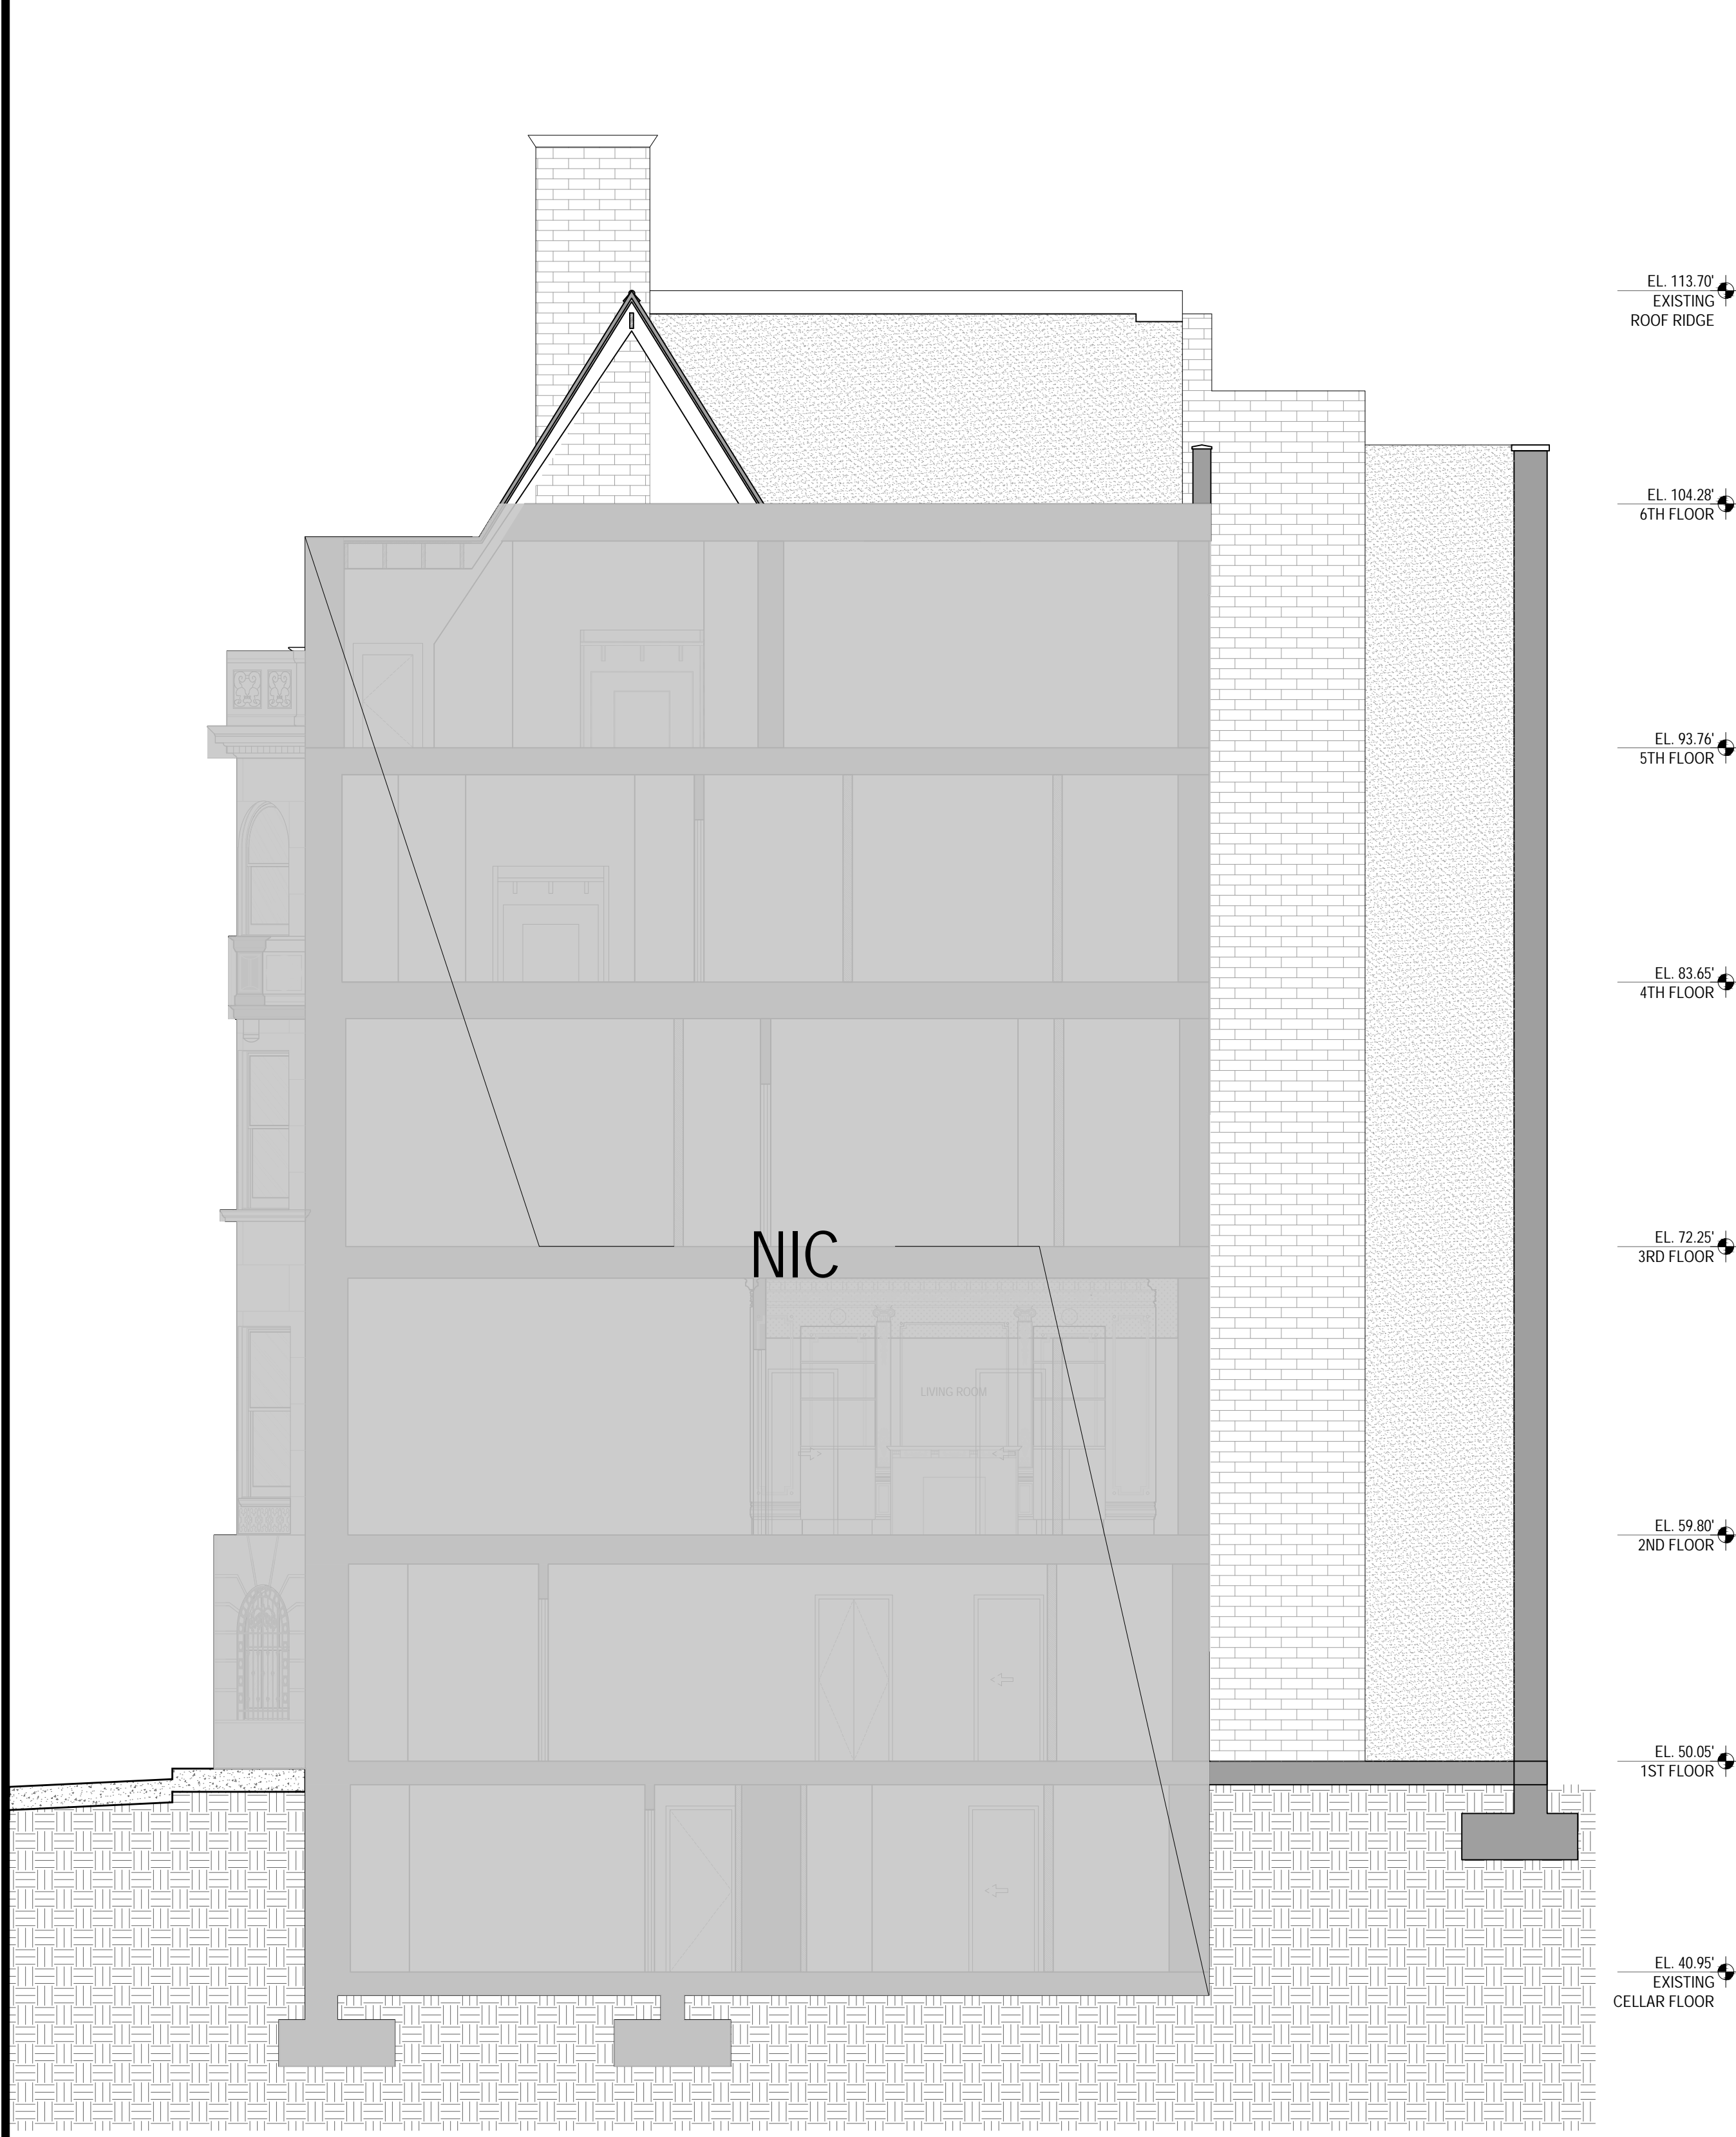 EL. 113.70'
EXISTING
ROOF RIDGE
EL. 104.28'
6TH FLOOR
EL. 93.76'
5TH FLOOR
EL. 83.65'
4TH FLOOR
EL. 72.25'
3RD FLOOR
NIC
LIVING ROOM
EL. 59.80'
2ND FLOOR
EL. 50.05'
1ST FLOOR
EL. 40.95'
EXISTING
CELLAR FLOOR